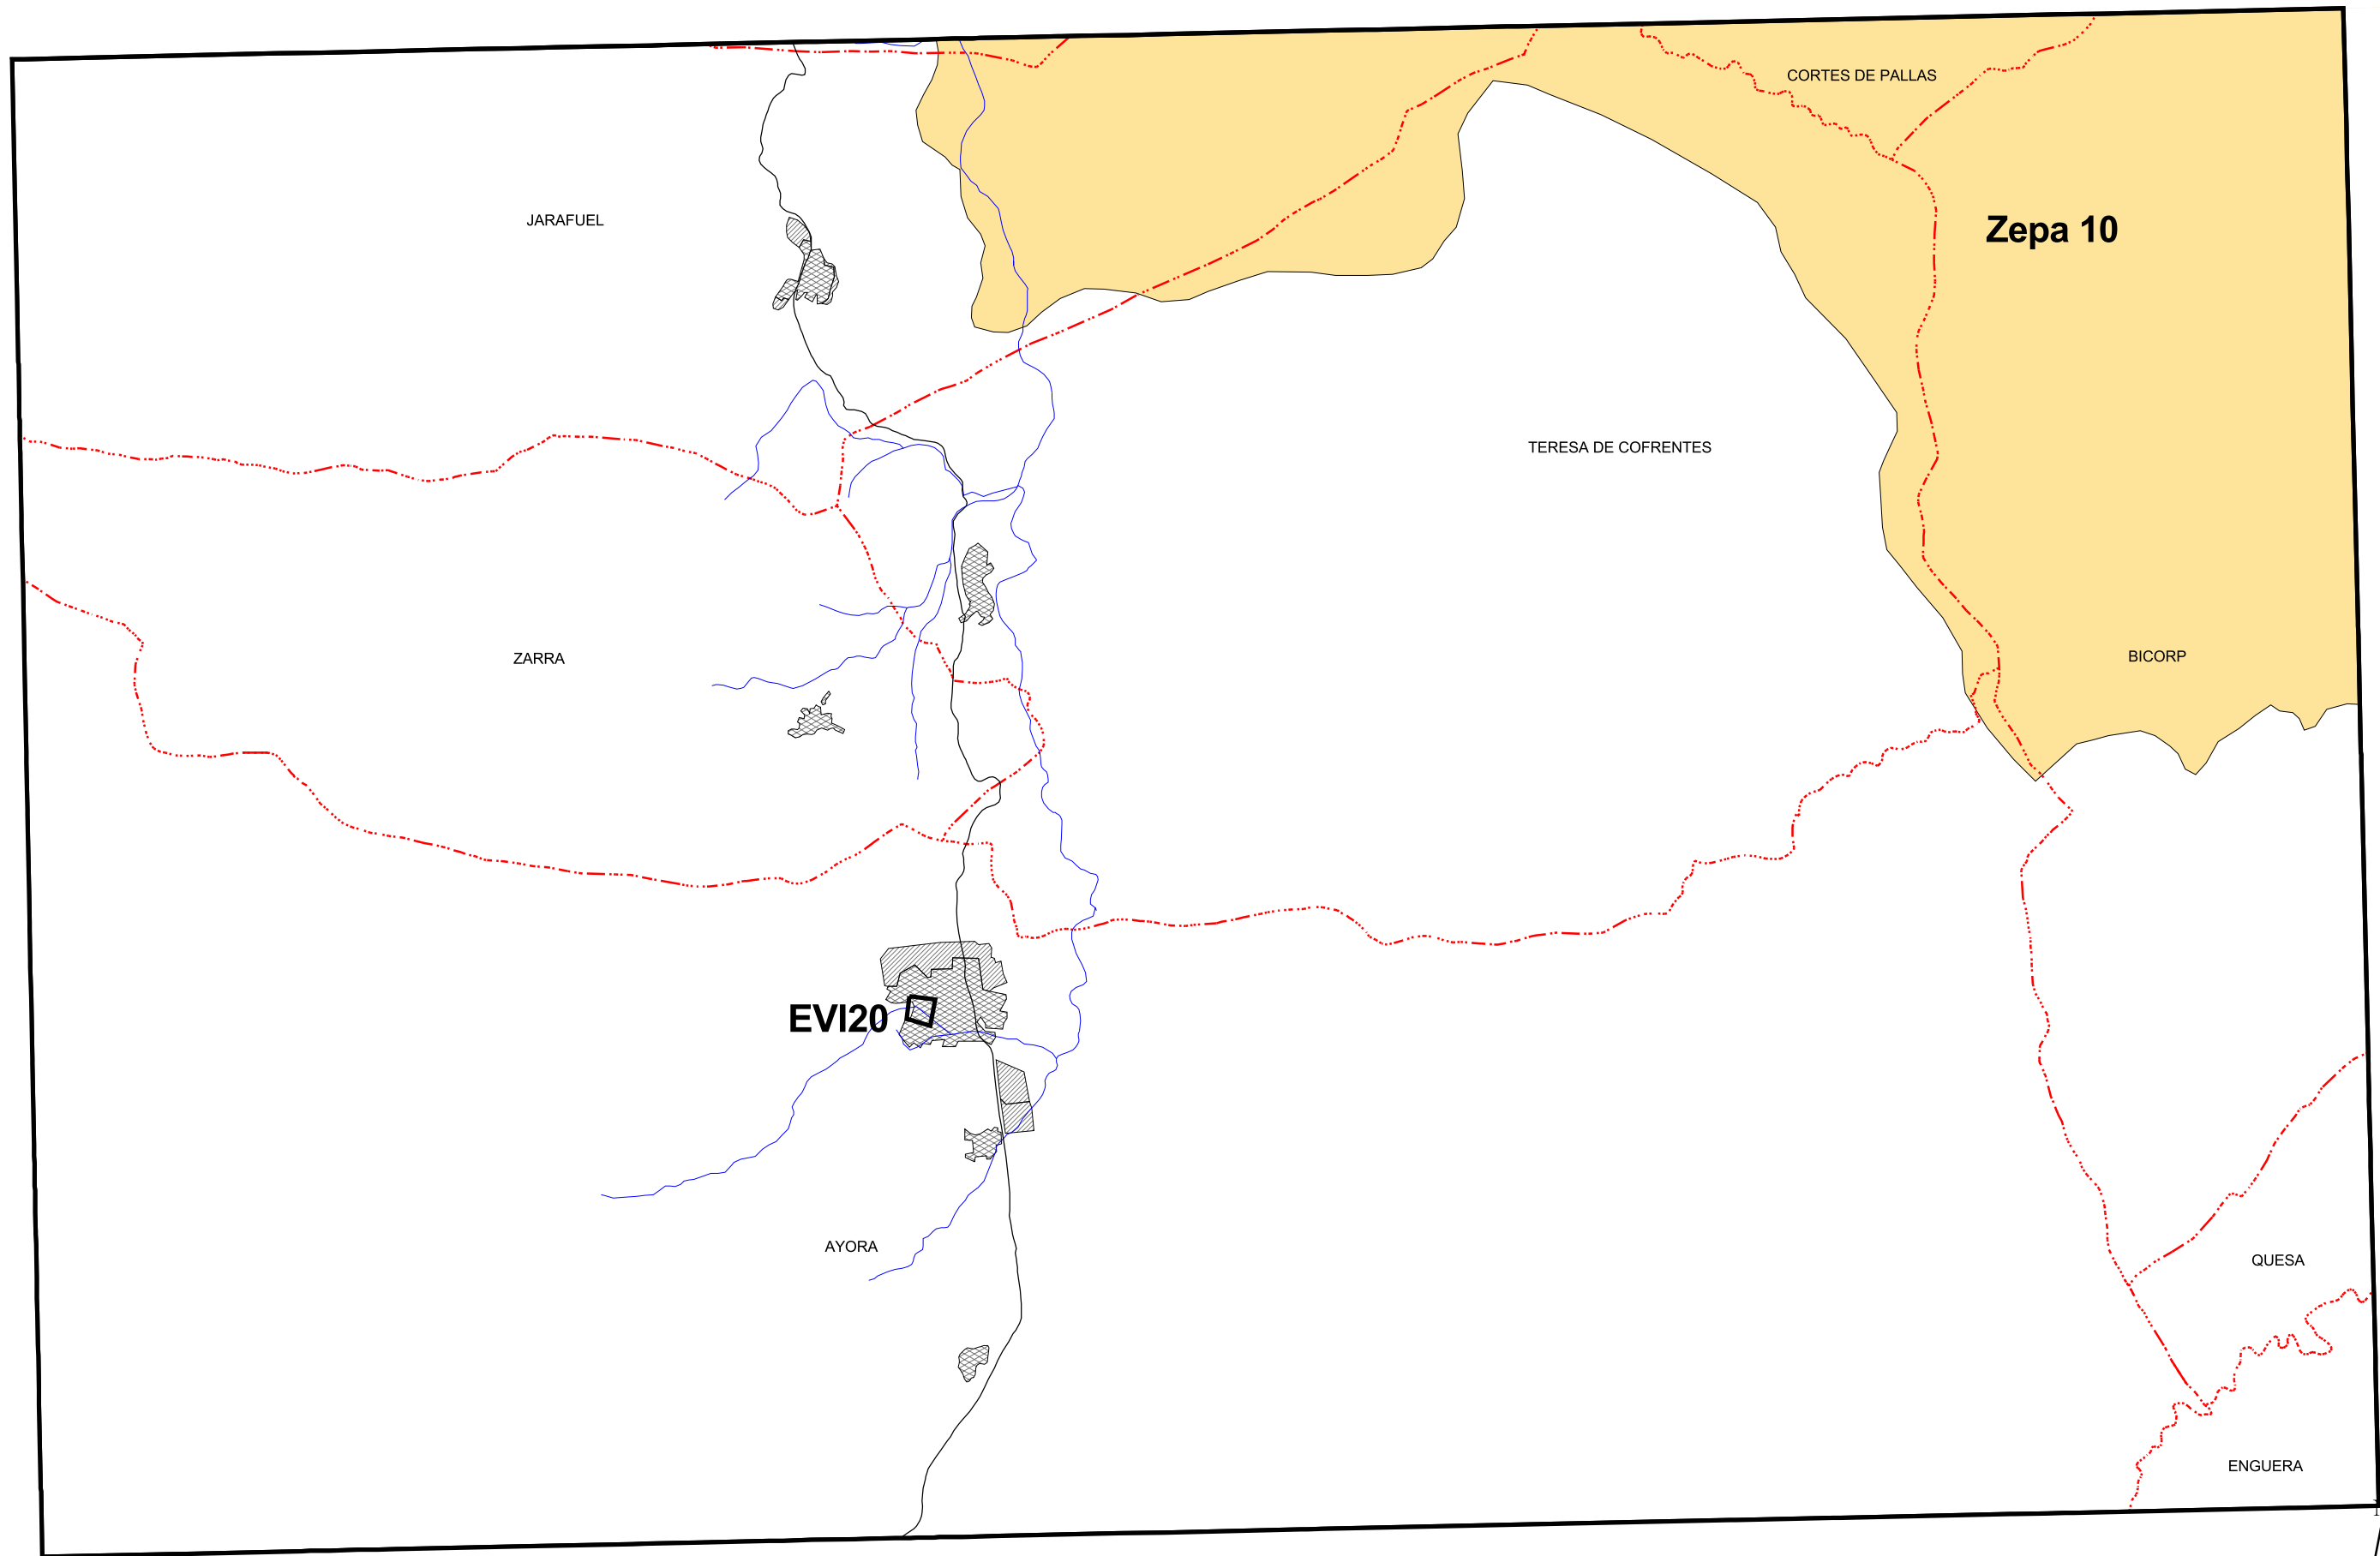 CORTES DE PALLAS
JARAFUEL
Zepa 10
TERESA DE COFRENTES
ZARRA
BICORP
EVI20
AYORA
QUESA
ENGUERA